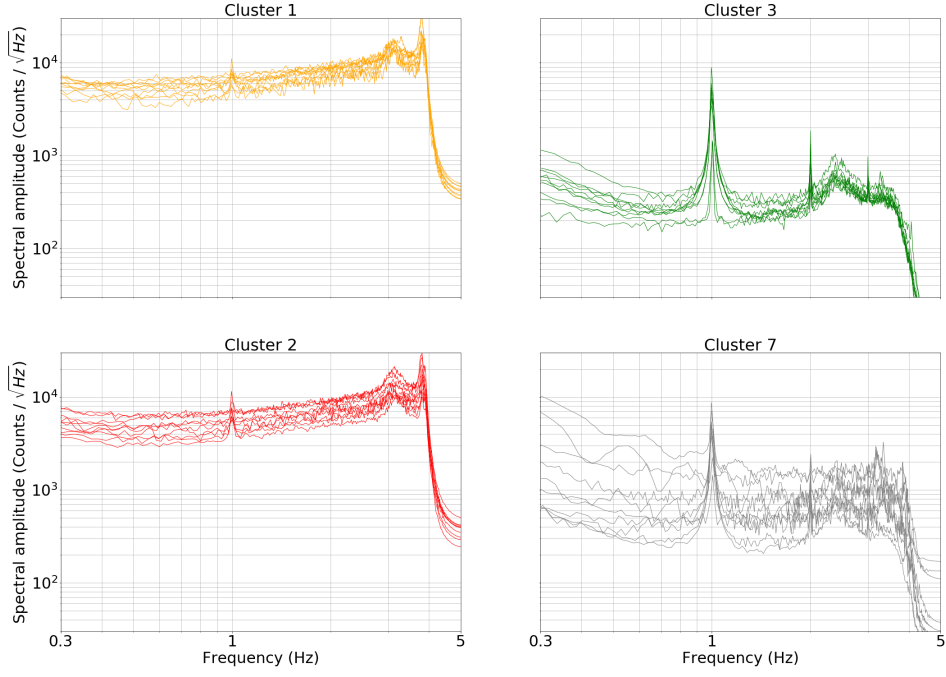 Cluster 1
Spectral amplitude (Counts / √Hz)
10⁴
10³
10²
Cluster 3
Cluster 2
Spectral amplitude (Counts / √Hz)
10⁴
10³
10²
0.3 1 5
Frequency (Hz)
Cluster 7
0.3 1 5
Frequency (Hz)